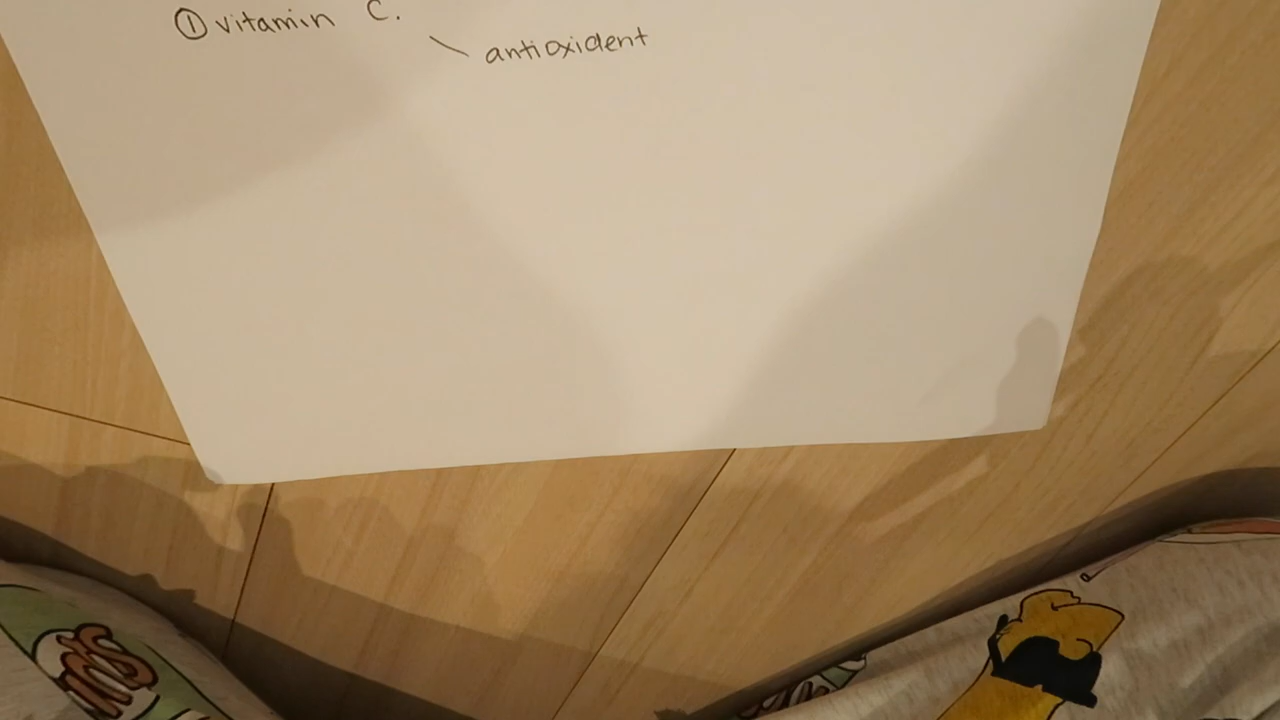 ① vitamin C.
\ antioxident